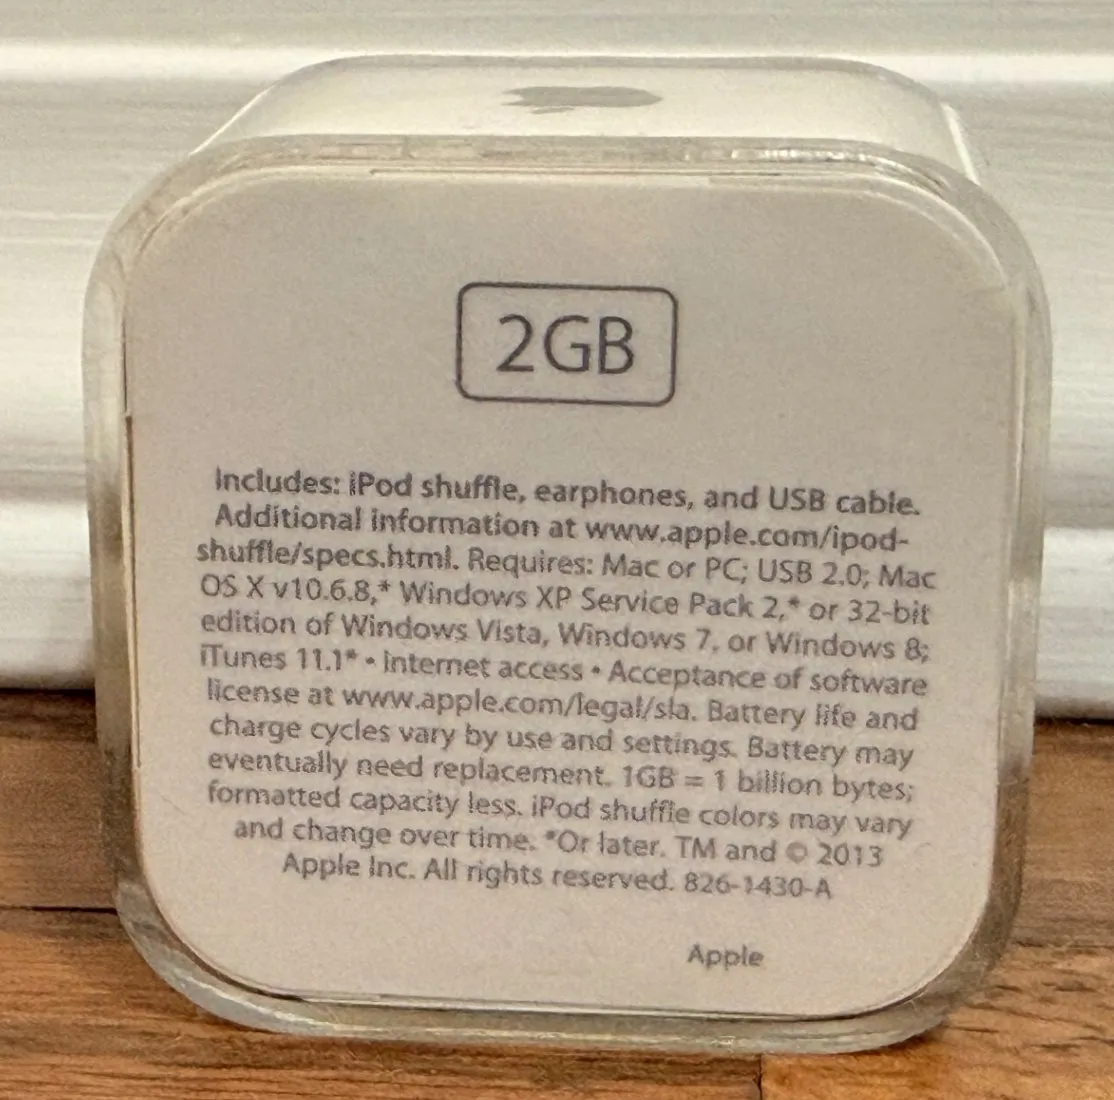 2GB
Includes: iPod shuffle, earphones, and USB cable.
Additional information at www.apple.com/ipod-
shuffle/specs.html. Requires: Mac or PC; USB 2.0; Mac
OS X v10.6.8,* Windows XP Service Pack 2,* or 32-bit
edition of Windows Vista, Windows 7, or Windows 8;
iTunes 11.1* • Internet access • Acceptance of software
license at www.apple.com/legal/sla. Battery life and
charge cycles vary by use and settings. Battery may
eventually need replacement. 1GB = 1 billion bytes;
formatted capacity less. iPod shuffle colors may vary
and change over time. *Or later. TM and © 2013
Apple Inc. All rights reserved. 826-1430-A
Apple